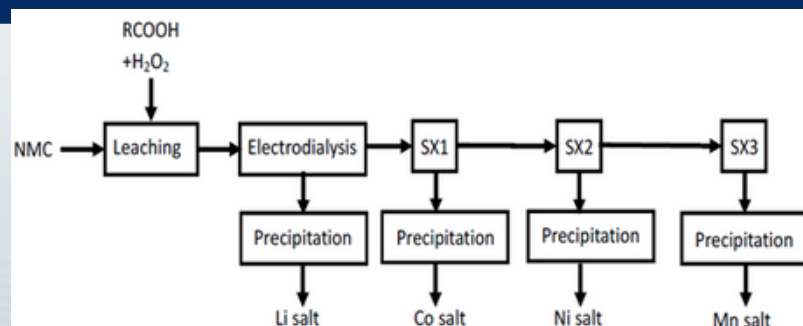 RCOOH
+H₂O₂
NMC
Leaching
Electrodialysis
SX1
SX2
SX3
Precipitation
Precipitation
Precipitation
Precipitation
Li salt
Co salt
Ni salt
Mn salt